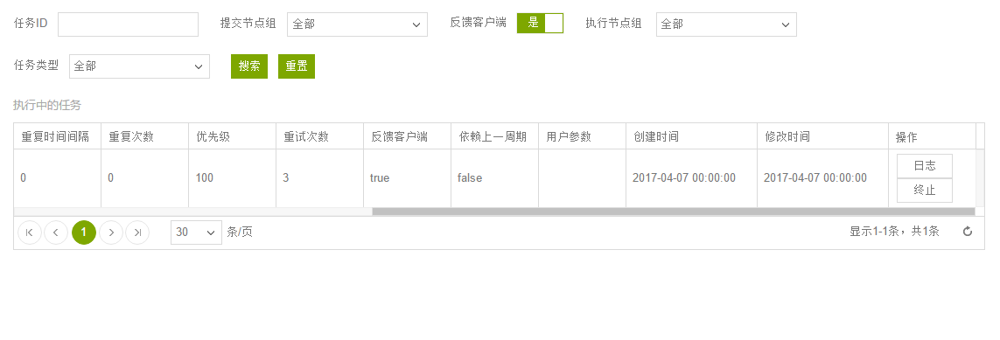 任务ID 提交节点组 全部 反馈客户端 是 执行节点组 全部
任务类型 全部 搜索 重置
执行中的任务
重复时间间隔 重复次数 优先级 重试次数 反馈客户端 依赖上一周期 用户参数 创建时间 修改时间 操作
0 0 100 3 true false 2017-04-07 00:00:00 2017-04-07 00:00:00 日志
终止
1 30 条/页 显示1-1条，共1条